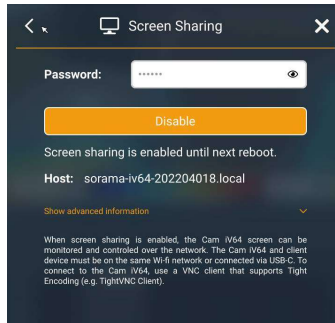 Screen Sharing
Password: ······
Disable
Screen sharing is enabled until next reboot.
Host: sorama-iv64-202204018.local
Show advanced information
When screen sharing is enabled, the Cam iV64 screen can be
monitored and controled over the network. The Cam iV64 and client
device must be on the same Wi-fi network or connected via USB-C. To
connect to the Cam iV64, use a VNC client that supports Tight
Encoding (e.g. TightVNC Client).